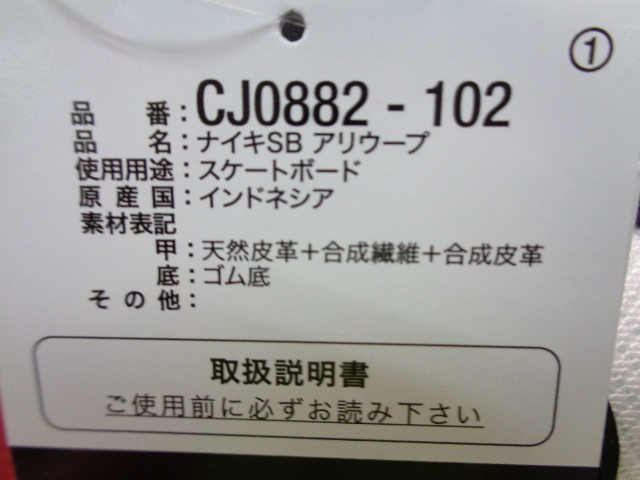 ①
品番：CJ0882 - 102
品名：ナイキSB アリウープ
使用用途：スケートボード
原産国：インドネシア
素材表記
甲：天然皮革＋合成繊維＋合成皮革
底：ゴム底
その他：
取扱説明書
ご使用前に必ずお読み下さい